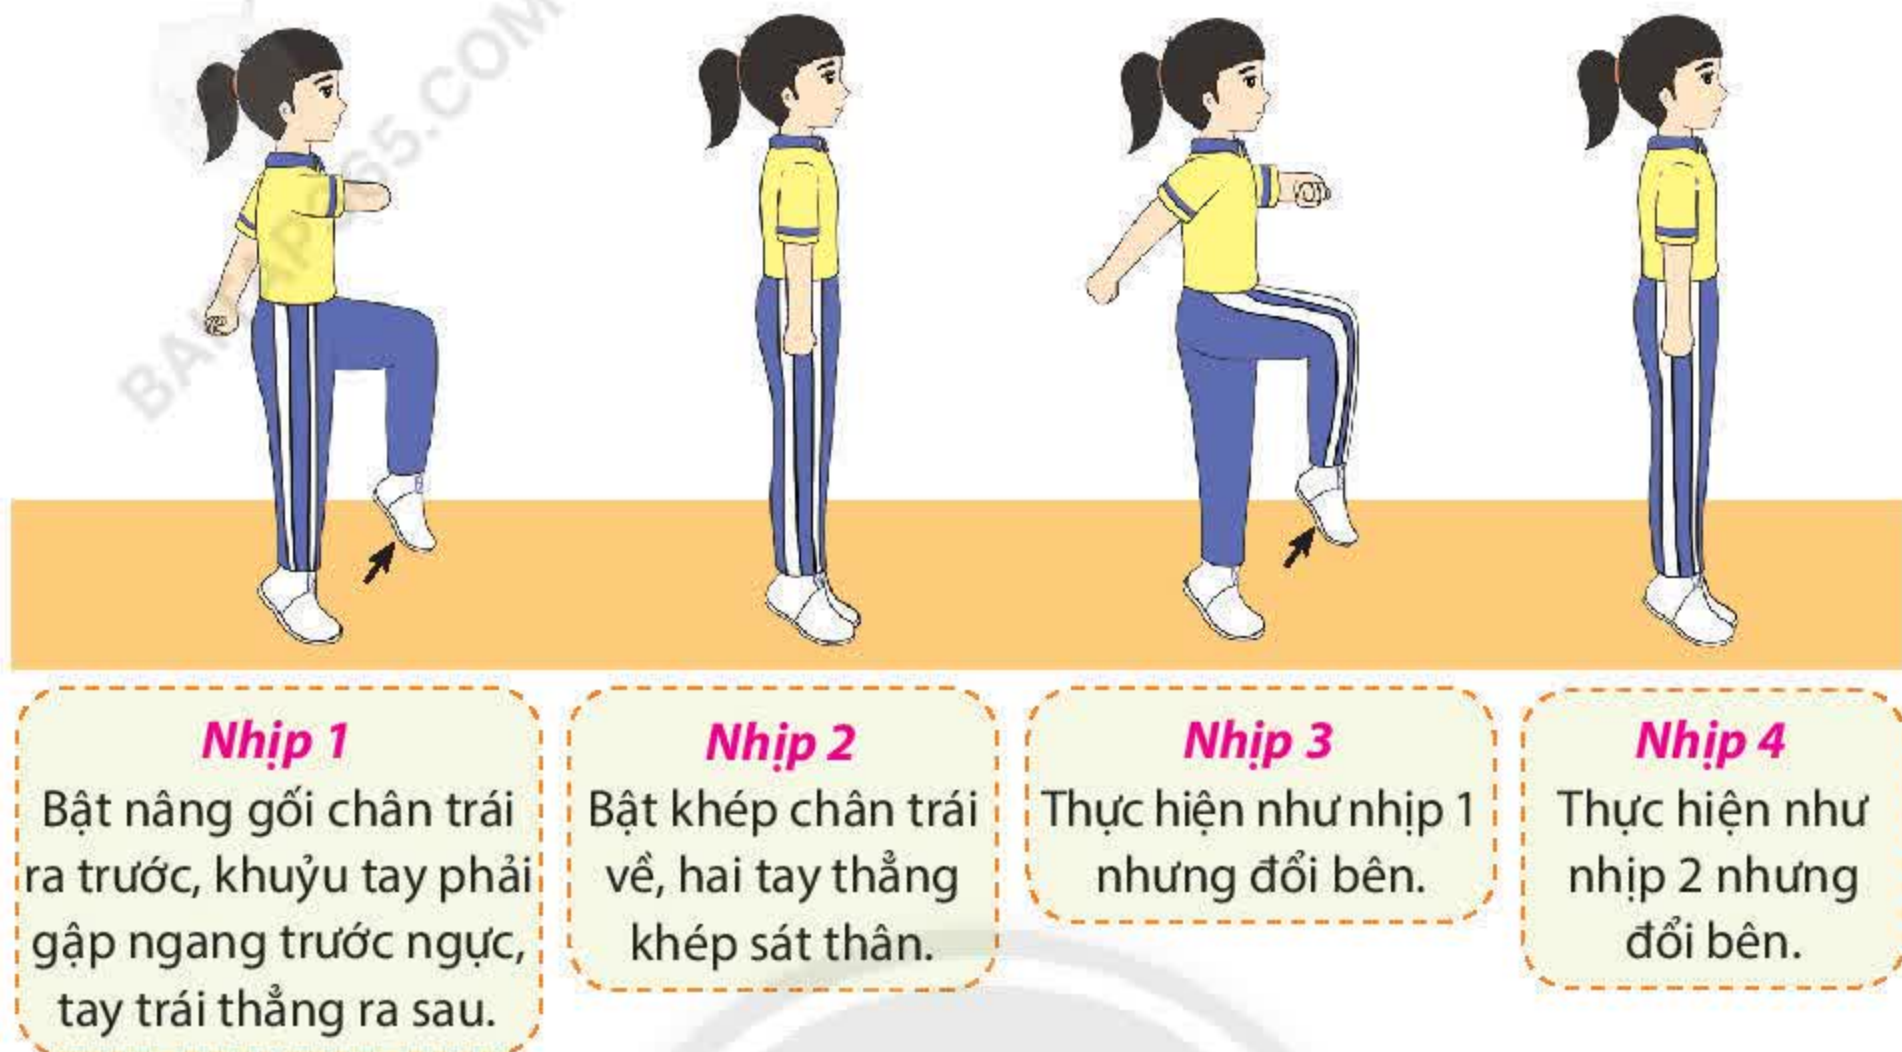 BAITAP365.COM
Nhịp 1
Bật nâng gối chân trái
ra trước, khuỷu tay phải
gập ngang trước ngực,
tay trái thẳng ra sau.
Nhịp 2
Bật khép chân trái
về, hai tay thẳng
khép sát thân.
Nhịp 3
Thực hiện như nhịp 1
nhưng đổi bên.
Nhịp 4
Thực hiện như
nhịp 2 nhưng
đổi bên.